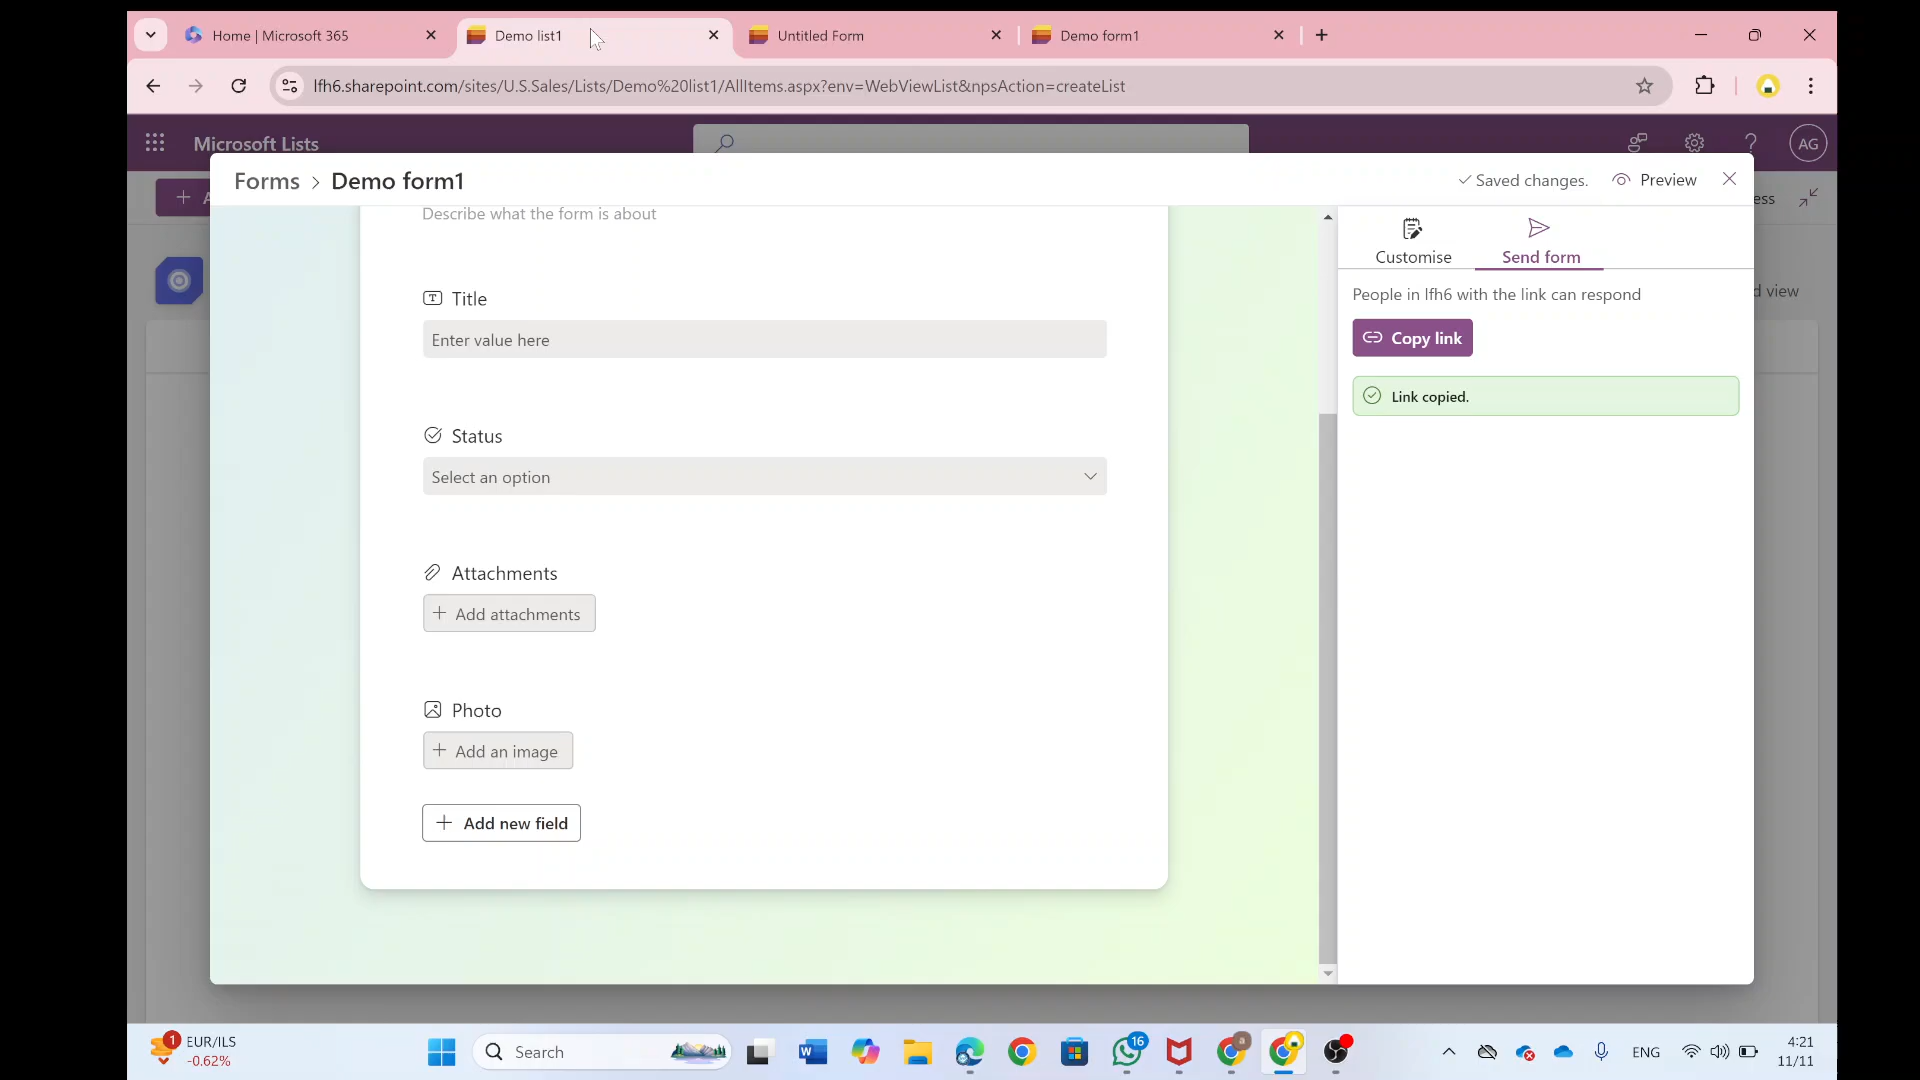 Home | Microsoft 365
Demo list1
Untitled Form
Demo form1
lfh6.sharepoint.com/sites/U.S.Sales/Lists/Demo%20list1/AllItems.aspx?env=WebViewList&npsAction=createList
Microsoft Lists
AG
Forms > Demo form1
Saved changes.
Preview
Describe what the form is about
Customise
Send form
People in lfh6 with the link can respond
Title
Enter value here
Copy link
Link copied.
Status
Select an option
Attachments
+ Add attachments
Photo
+ Add an image
+ Add new field
1
EUR/ILS
-0.62%
Search
16
a
ENG
4:21
11/11